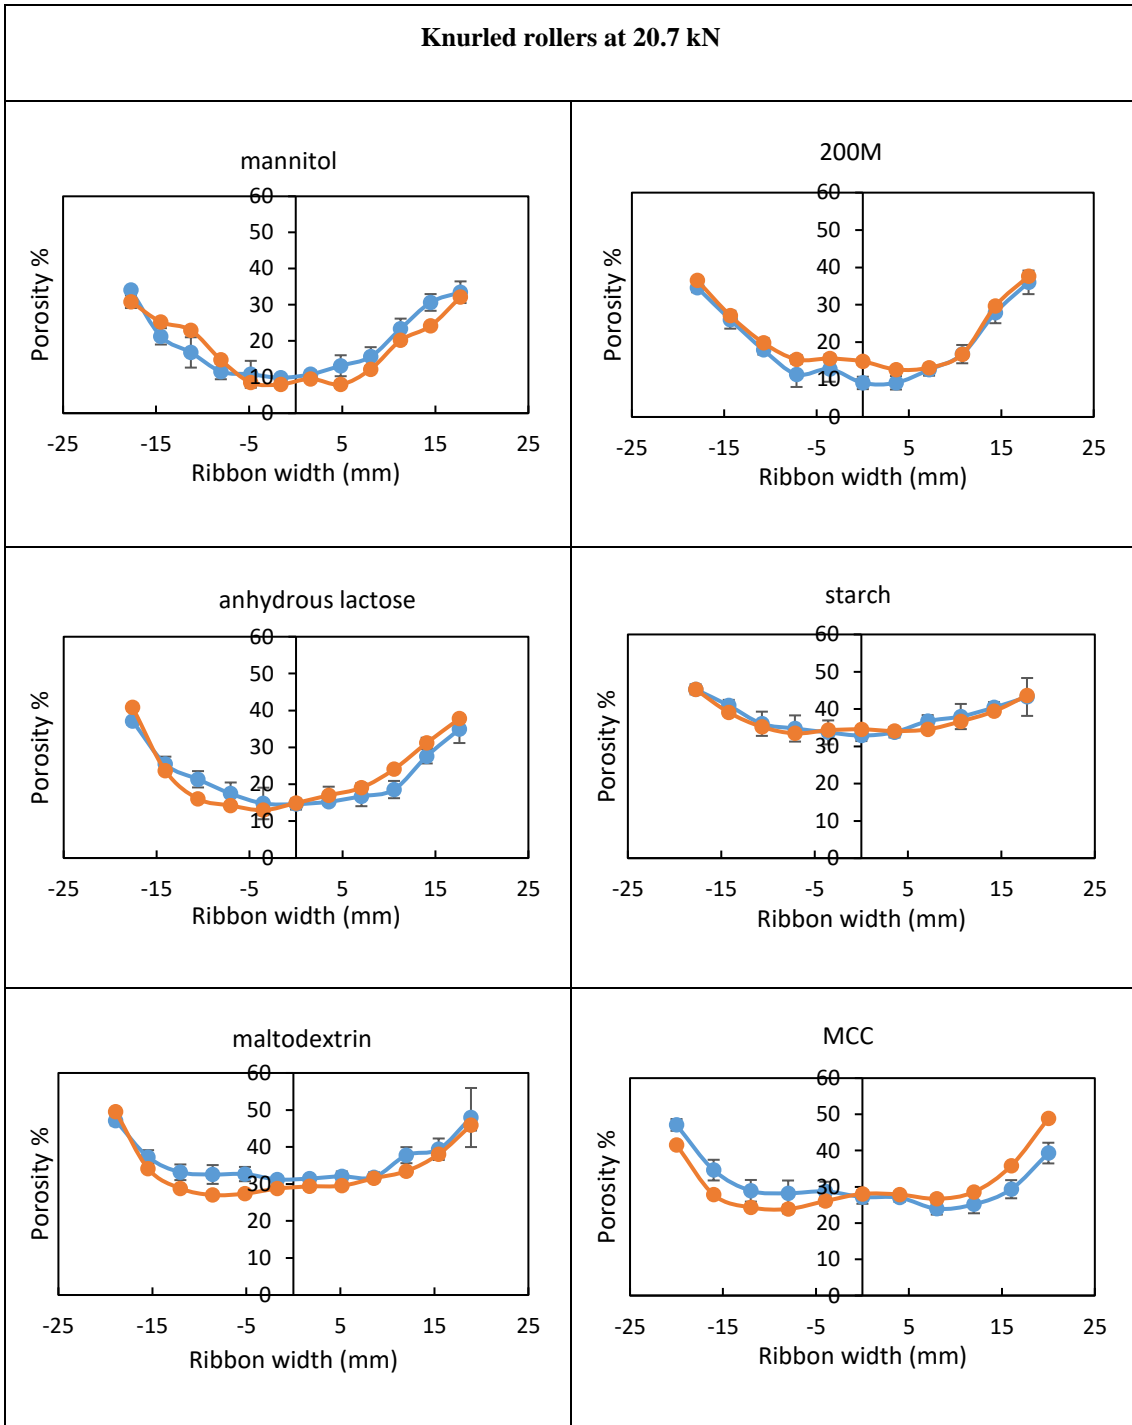 Knurled rollers at 20.7 kN
mannitol
60
50
40
30
20
10
0
-25 -15 -5 5 15 25
Porosity %
Ribbon width (mm)
200M
60
50
40
30
20
10
0
-25 -15 -5 5 15 25
Porosity %
Ribbon width (mm)
anhydrous lactose
60
50
40
30
20
10
0
-25 -15 -5 5 15 25
Porosity %
Ribbon width (mm)
starch
60
50
40
30
20
10
0
-25 -15 -5 5 15 25
Porosity %
Ribbon width (mm)
maltodextrin
60
50
40
30
20
10
0
-25 -15 -5 5 15 25
Porosity %
Ribbon width (mm)
MCC
60
50
40
30
20
10
0
-25 -15 -5 5 15 25
Porosity %
Ribbon width (mm)